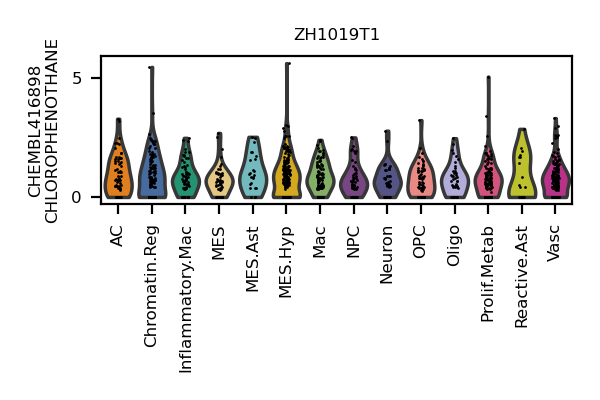 ZH1019T1
CHEMBL416898
CHLOROPHENOTHANE
5
0
AC
Chromatin.Reg
Inflammatory.Mac
MES
MES.Ast
MES.Hyp
Mac
NPC
Neuron
OPC
Oligo
Prolif.Metab
Reactive.Ast
Vasc